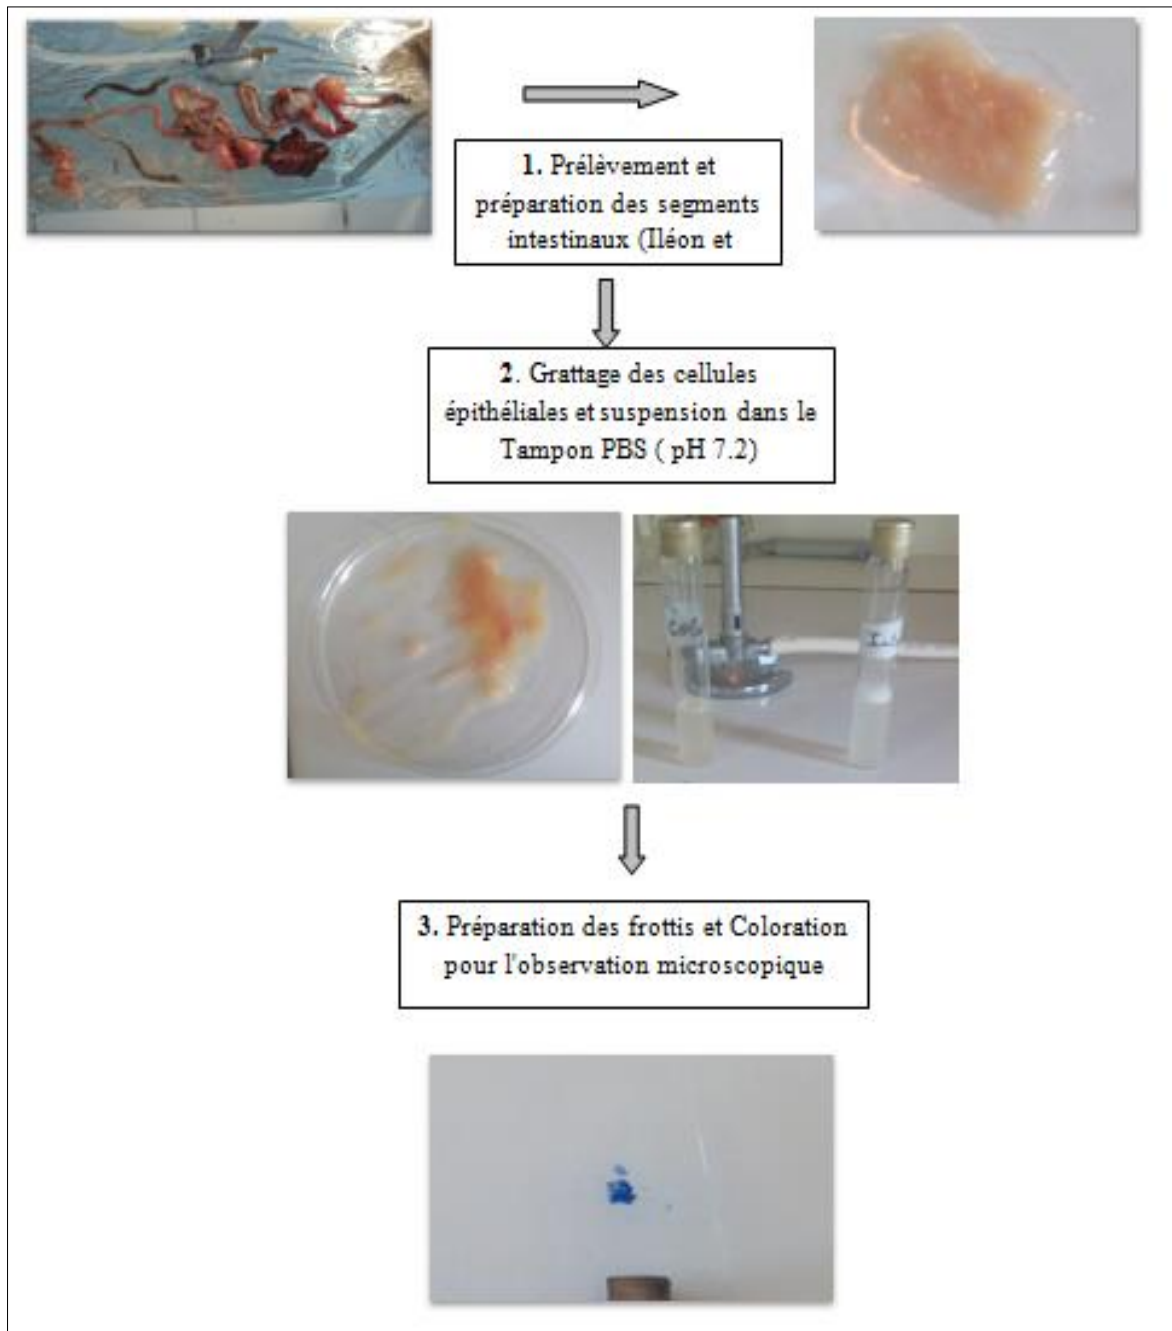 1. Prélèvement et
préparation des segments
intestinaux (Iléon et
2. Grattage des cellules
épithéliales et suspension dans le
Tampon PBS ( pH 7.2)
3. Préparation des frottis et Coloration
pour l'observation microscopique